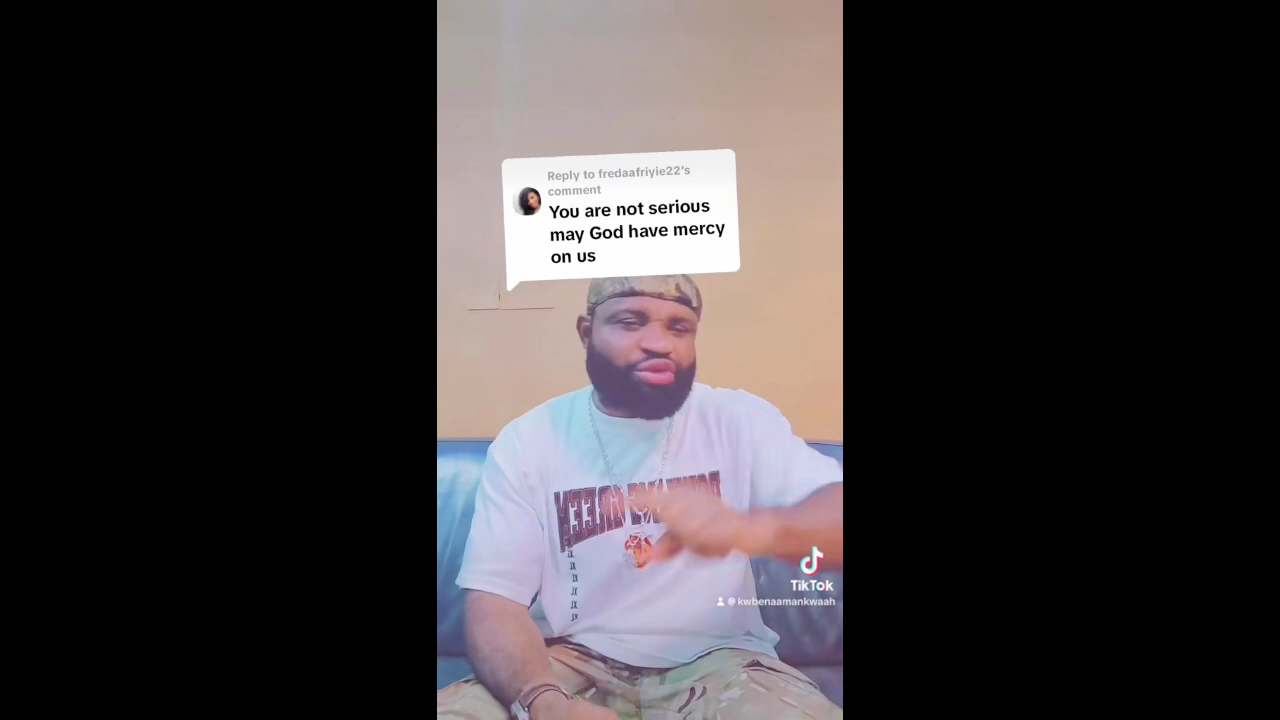 Reply to fredaafriyie22's
comment
You are not serious
may God have mercy
on us
TikTok
@kwbenaamankwaah